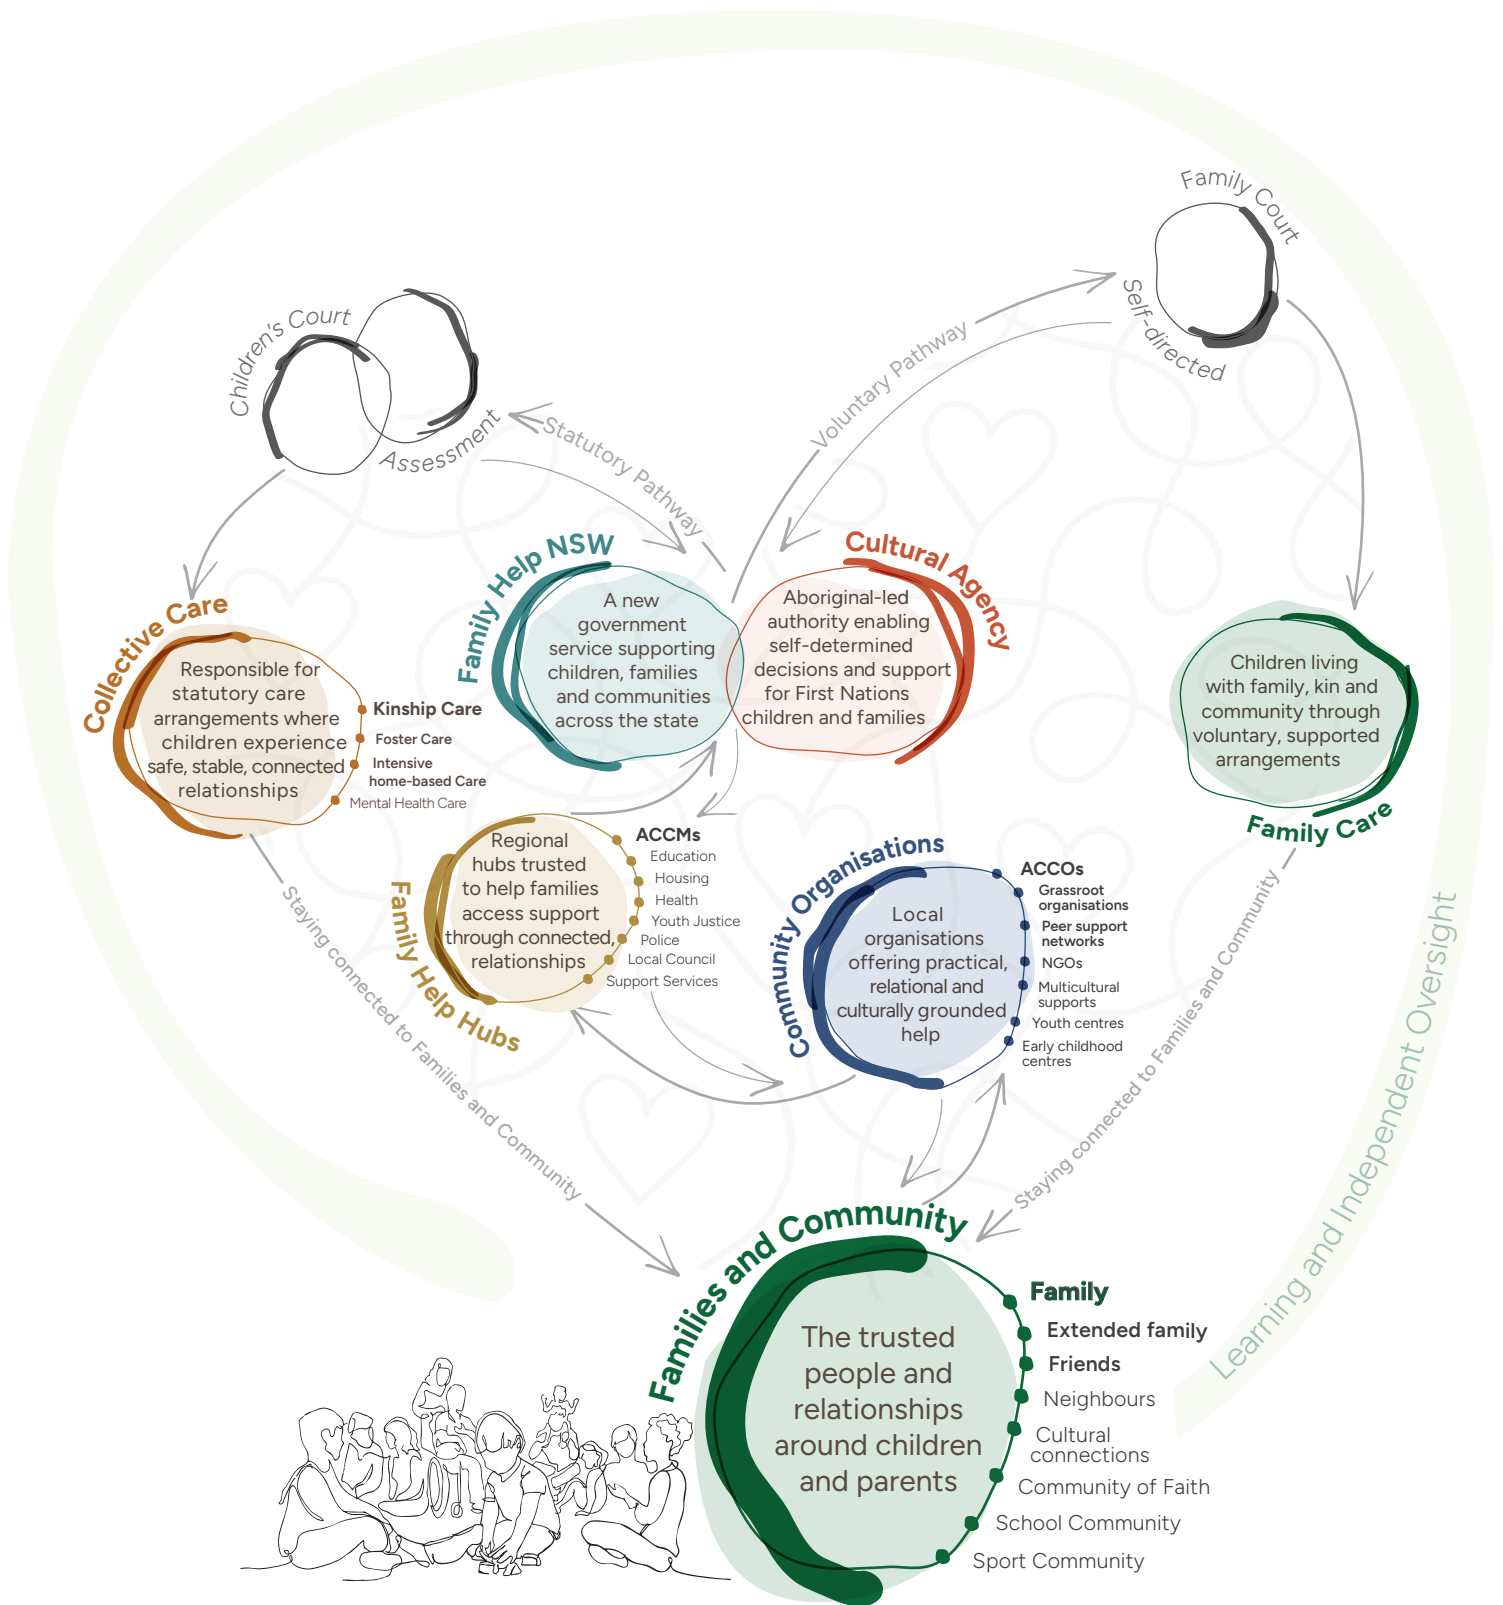 Family Court
Self-directed
Children's Court
Assessment
Statutory Pathway
Voluntary Pathway
Family Help NSW
A new
government
service supporting
children, families
and communities
across the state
Cultural Agency
Aboriginal-led
authority enabling
self-determined
decisions and support
for First Nations
children and families
Collective Care
Responsible for
statutory care
arrangements where
children experience
safe, stable, connected
relationships
Kinship Care
Foster Care
Intensive
home-based Care
Mental Health Care
Children living
with family, kin and
community through
voluntary, supported
arrangements
Family Care
Family Help Hubs
Regional
hubs trusted
to help families
access support
through connected,
relationships
ACCMs
Education
Housing
Health
Youth Justice
Police
Local Council
Support Services
Community Organisations
Local
organisations
offering practical,
relational and
culturally grounded
help
ACCOs
Grassroot
organisations
Peer support
networks
NGOs
Multicultural
supports
Youth centres
Early childhood
centres
Staying connected to Families and Community
Staying connected to Families and Community
Learning and Independent Oversight
Families and Community
The trusted
people and
relationships
around children
and parents
Family
Extended family
Friends
Neighbours
Cultural
connections
Community of Faith
School Community
Sport Community